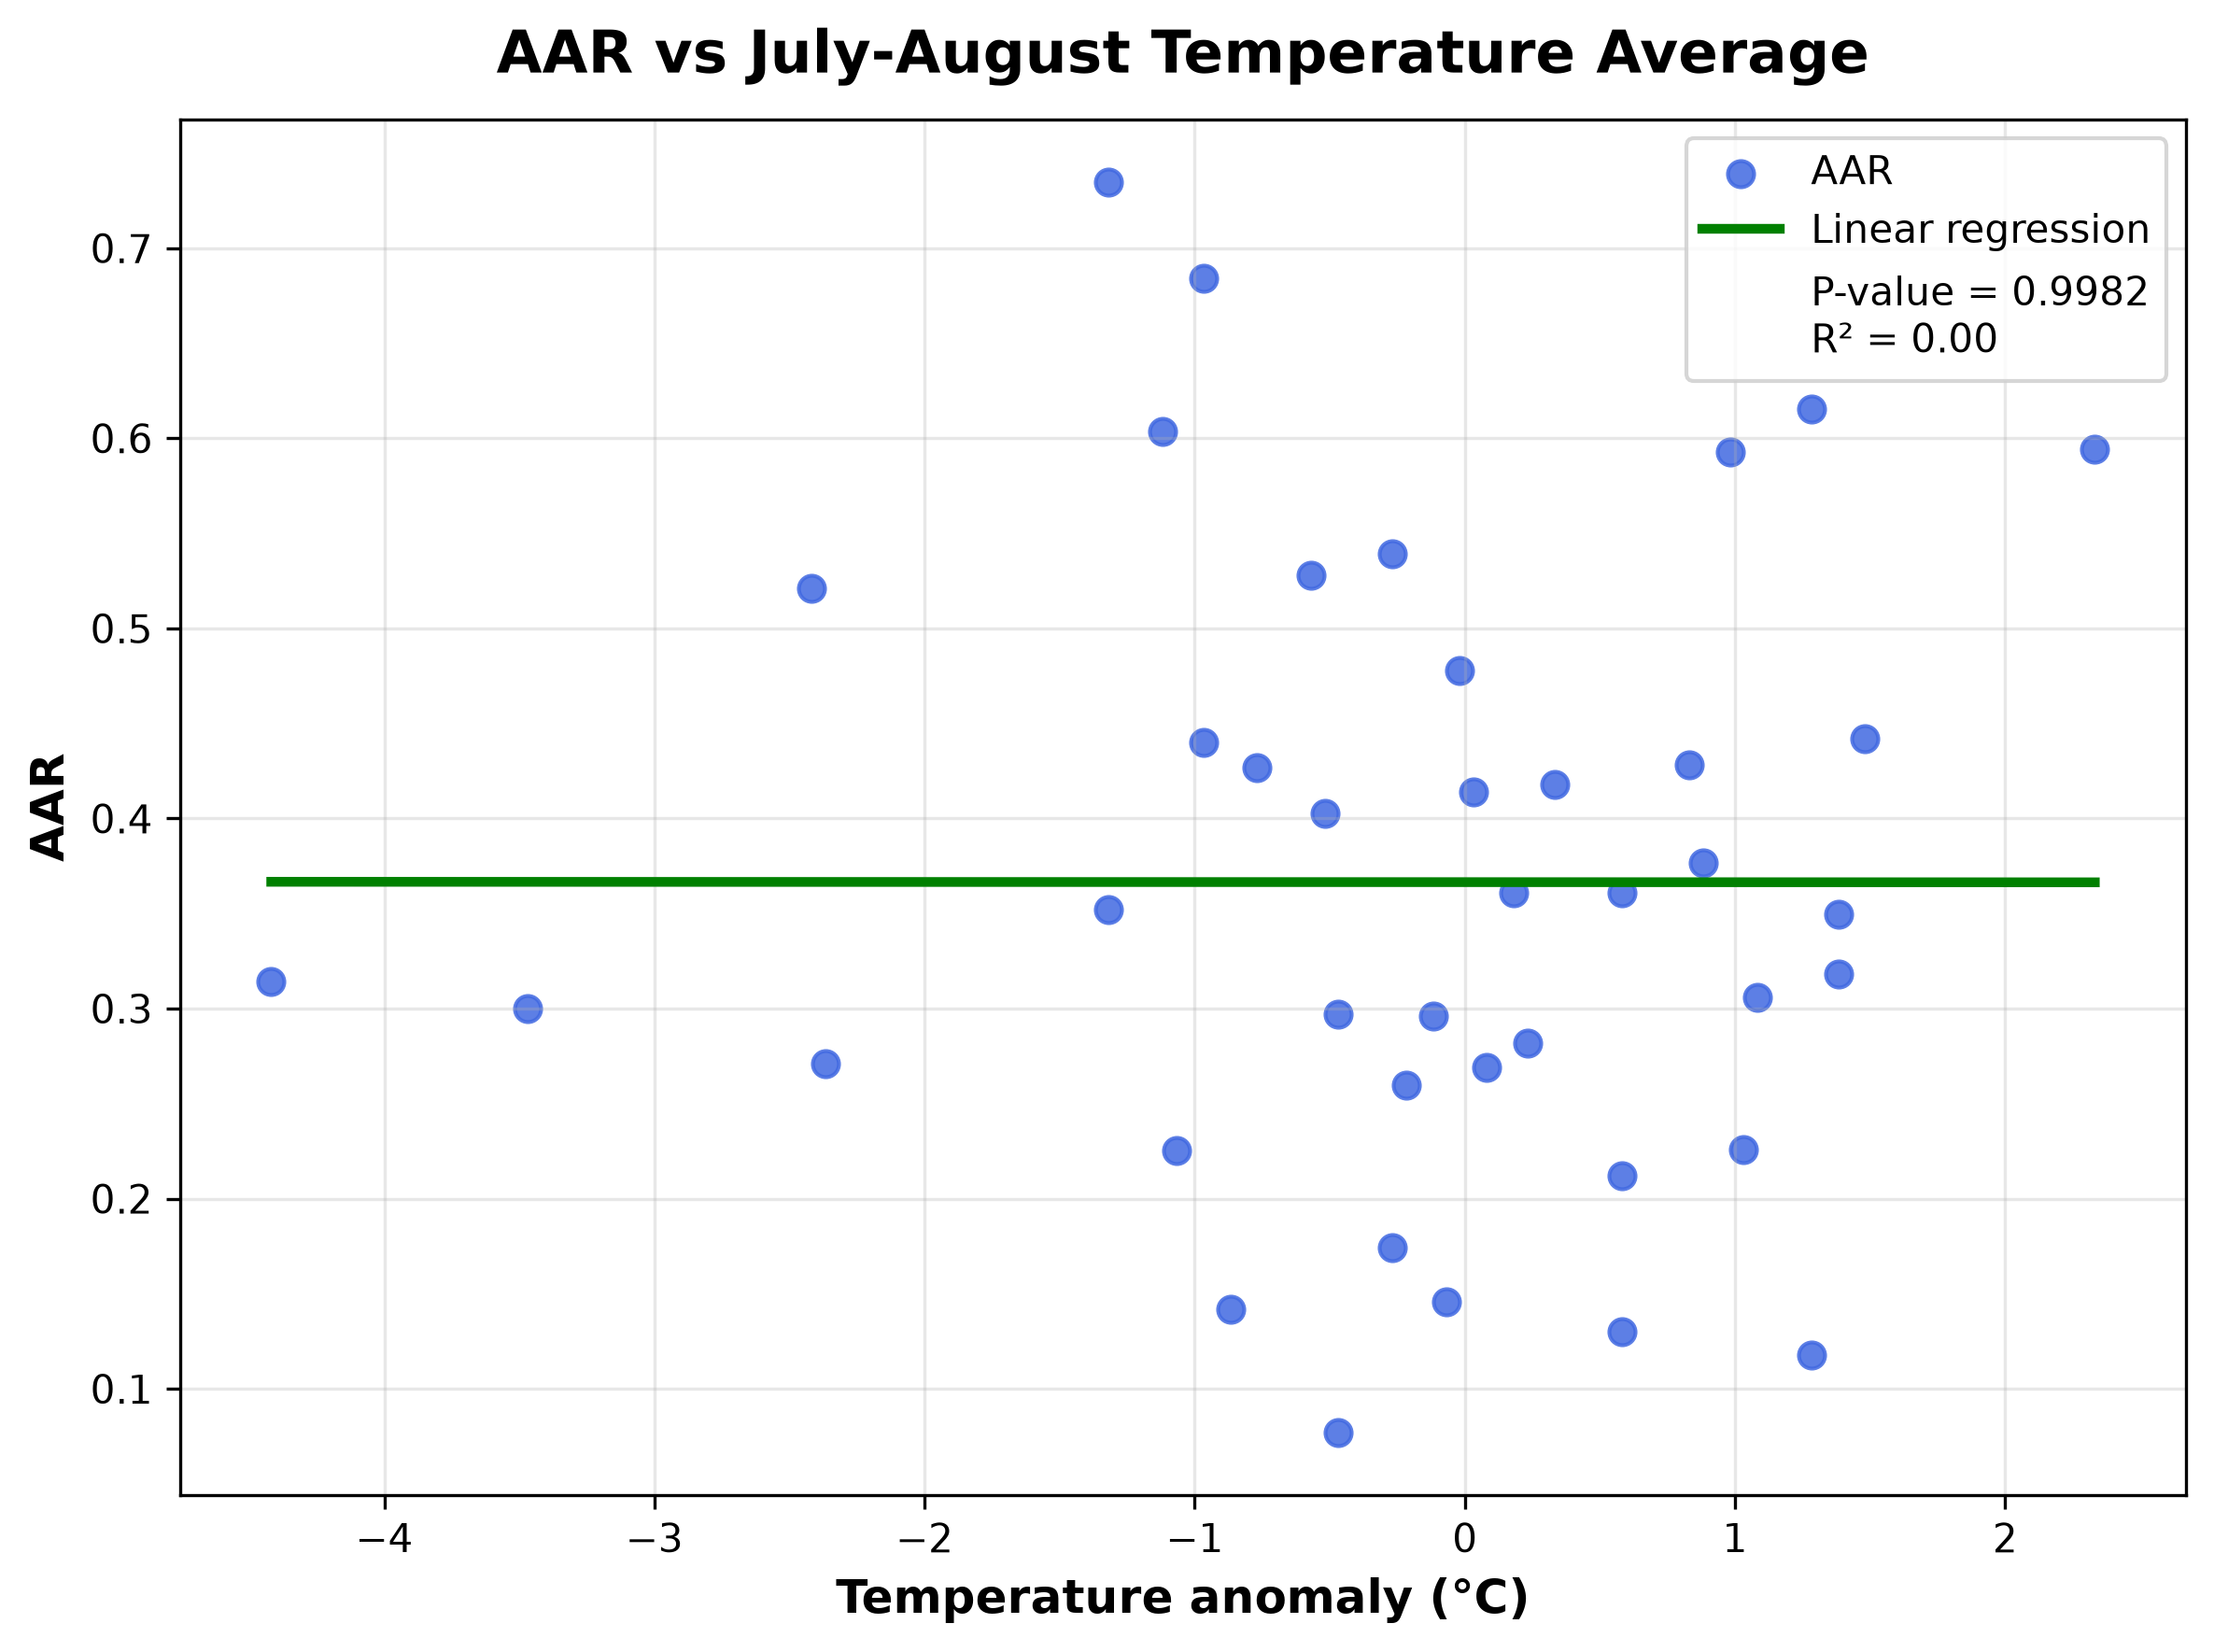 AAR vs July-August Temperature Average
AAR
Linear regression
P-value = 0.9982
R² = 0.00
0.7
0.6
0.5
0.4
0.3
0.2
0.1
AAR
−4
−3
−2
−1
0
1
2
Temperature anomaly (°C)